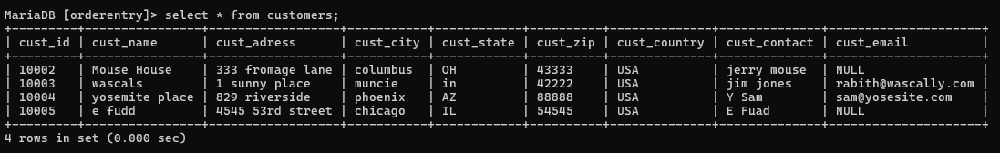 MariaDB [orderentry]> select * from customers;
+---------+----------------+------------------+-----------+------------+----------+--------------+--------------+---------------------+
| cust_id | cust_name      | cust_adress      | cust_city | cust_state | cust_zip | cust_country | cust_contact | cust_email          |
+---------+----------------+------------------+-----------+------------+----------+--------------+--------------+---------------------+
| 10002   | Mouse House    | 333 fromage lane | columbus  | OH         | 43333    | USA          | jerry mouse  | NULL                |
| 10003   | wascals        | 1 sunny place    | muncie    | in         | 42222    | USA          | jim jones    | rabith@wascally.com |
| 10004   | yosemite place | 829 riverside    | phoenix   | AZ         | 88888    | USA          | Y Sam        | sam@yosesite.com    |
| 10005   | e fudd         | 4545 53rd street | chicago   | IL         | 54545    | USA          | E Fuad       | NULL                |
+---------+----------------+------------------+-----------+------------+----------+--------------+--------------+---------------------+
4 rows in set (0.000 sec)